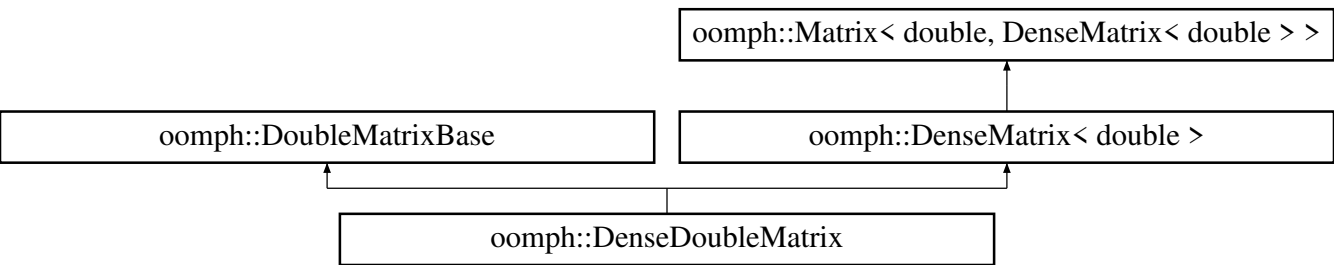 oomph::Matrix< double, DenseMatrix< double > >
oomph::DoubleMatrixBase
oomph::DenseMatrix< double >
oomph::DenseDoubleMatrix